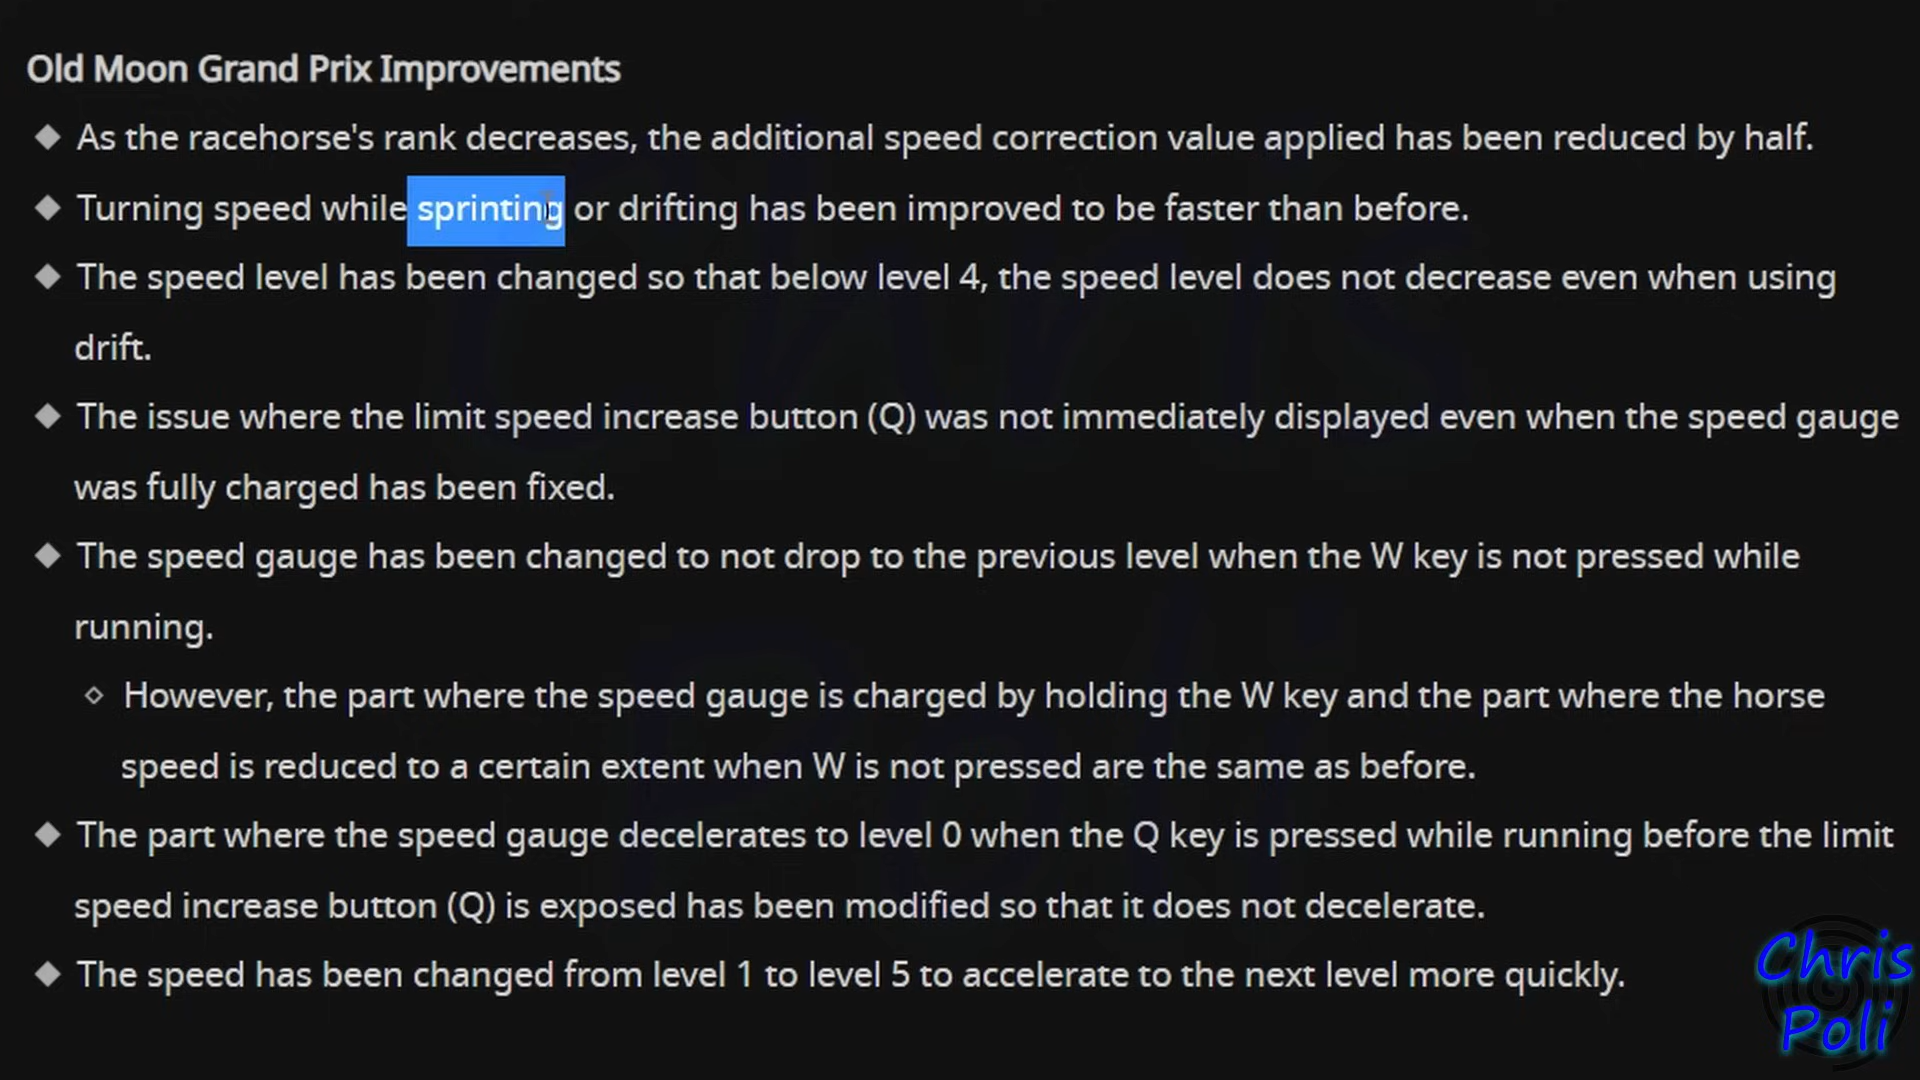 Old Moon Grand Prix Improvements
As the racehorse's rank decreases, the additional speed correction value applied has been reduced by half.
Turning speed while sprinting or drifting has been improved to be faster than before.
The speed level has been changed so that below level 4, the speed level does not decrease even when using
drift.
The issue where the limit speed increase button (Q) was not immediately displayed even when the speed gauge
was fully charged has been fixed.
The speed gauge has been changed to not drop to the previous level when the W key is not pressed while
running.
However, the part where the speed gauge is charged by holding the W key and the part where the horse
speed is reduced to a certain extent when W is not pressed are the same as before.
The part where the speed gauge decelerates to level 0 when the Q key is pressed while running before the limit
speed increase button (Q) is exposed has been modified so that it does not decelerate.
The speed has been changed from level 1 to level 5 to accelerate to the next level more quickly.
Chris
Poli